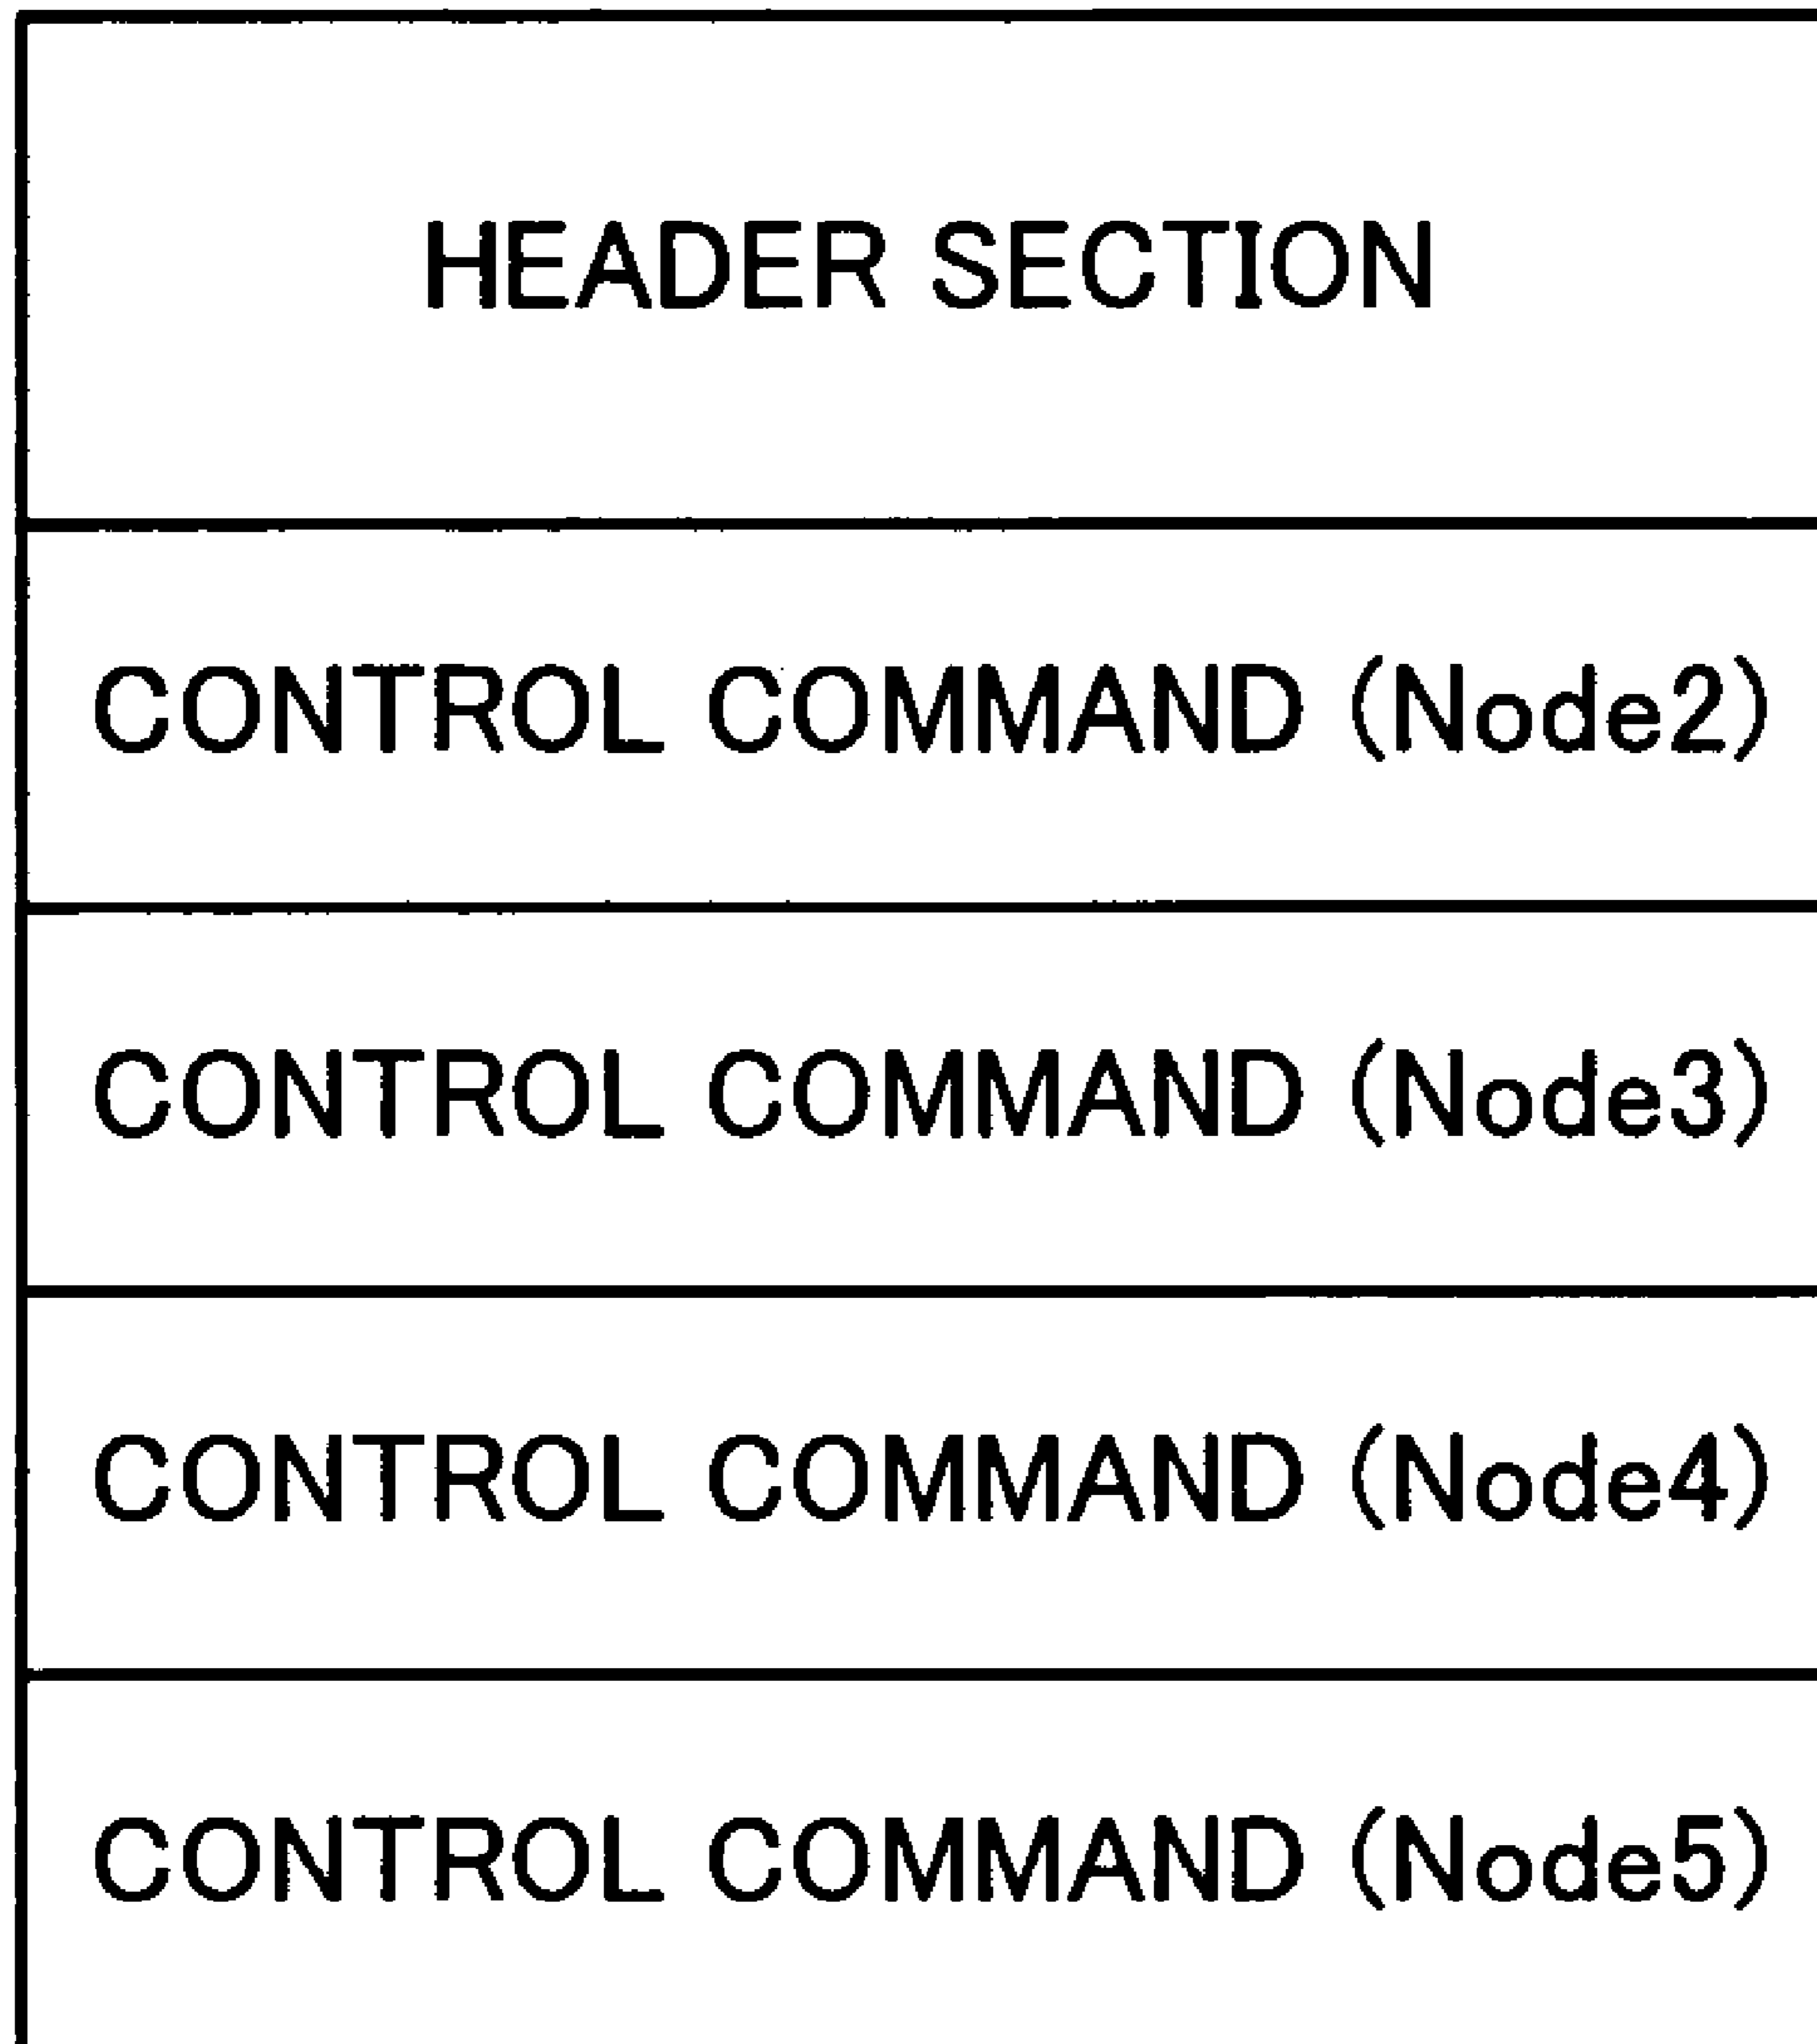 HEADER SECTION
CONTROL COMMAND (Node2)
CONTROL COMMAND (Node3)
CONTROL COMMAND (Node4)
CONTROL COMMAND (Node5)